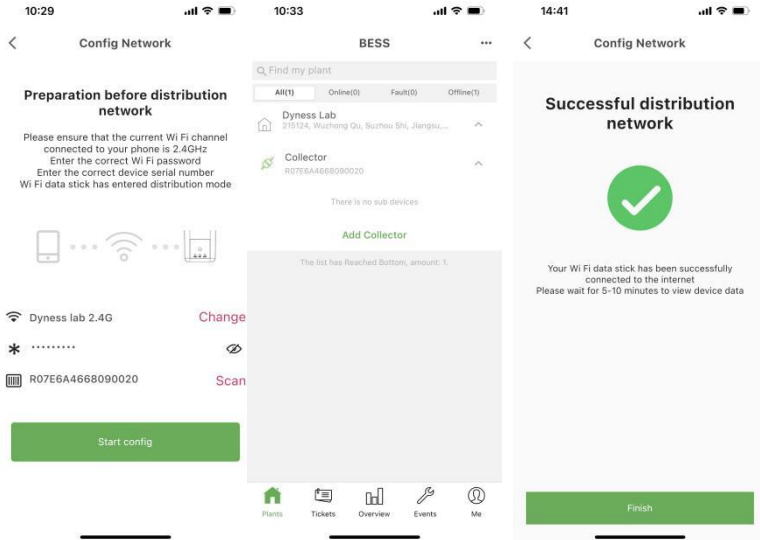 10:29
Config Network
Preparation before distribution
network
Please ensure that the current Wi Fi channel
connected to your phone is 2.4GHz
Enter the correct Wi Fi password
Enter the correct device serial number
Wi Fi data stick has entered distribution mode
Dyness lab 2.4G
Change
R07E6A4668090020
Scan
Start config
10:33
BESS
Find my plant
All(1)
Online(0)
Fault(0)
Offline(1)
Dyness Lab
215124, Wuzhong Qu, Suzhou Shi, Jiangsu,...
Collector
R07E6A4668090020
There is no sub devices
Add Collector
The list has Reached Bottom, amount: 1.
Plants
Tickets
Overview
Events
Me
14:41
Config Network
Successful distribution
network
Your Wi Fi data stick has been successfully
connected to the internet
Please wait for 5-10 minutes to view device data
Finish